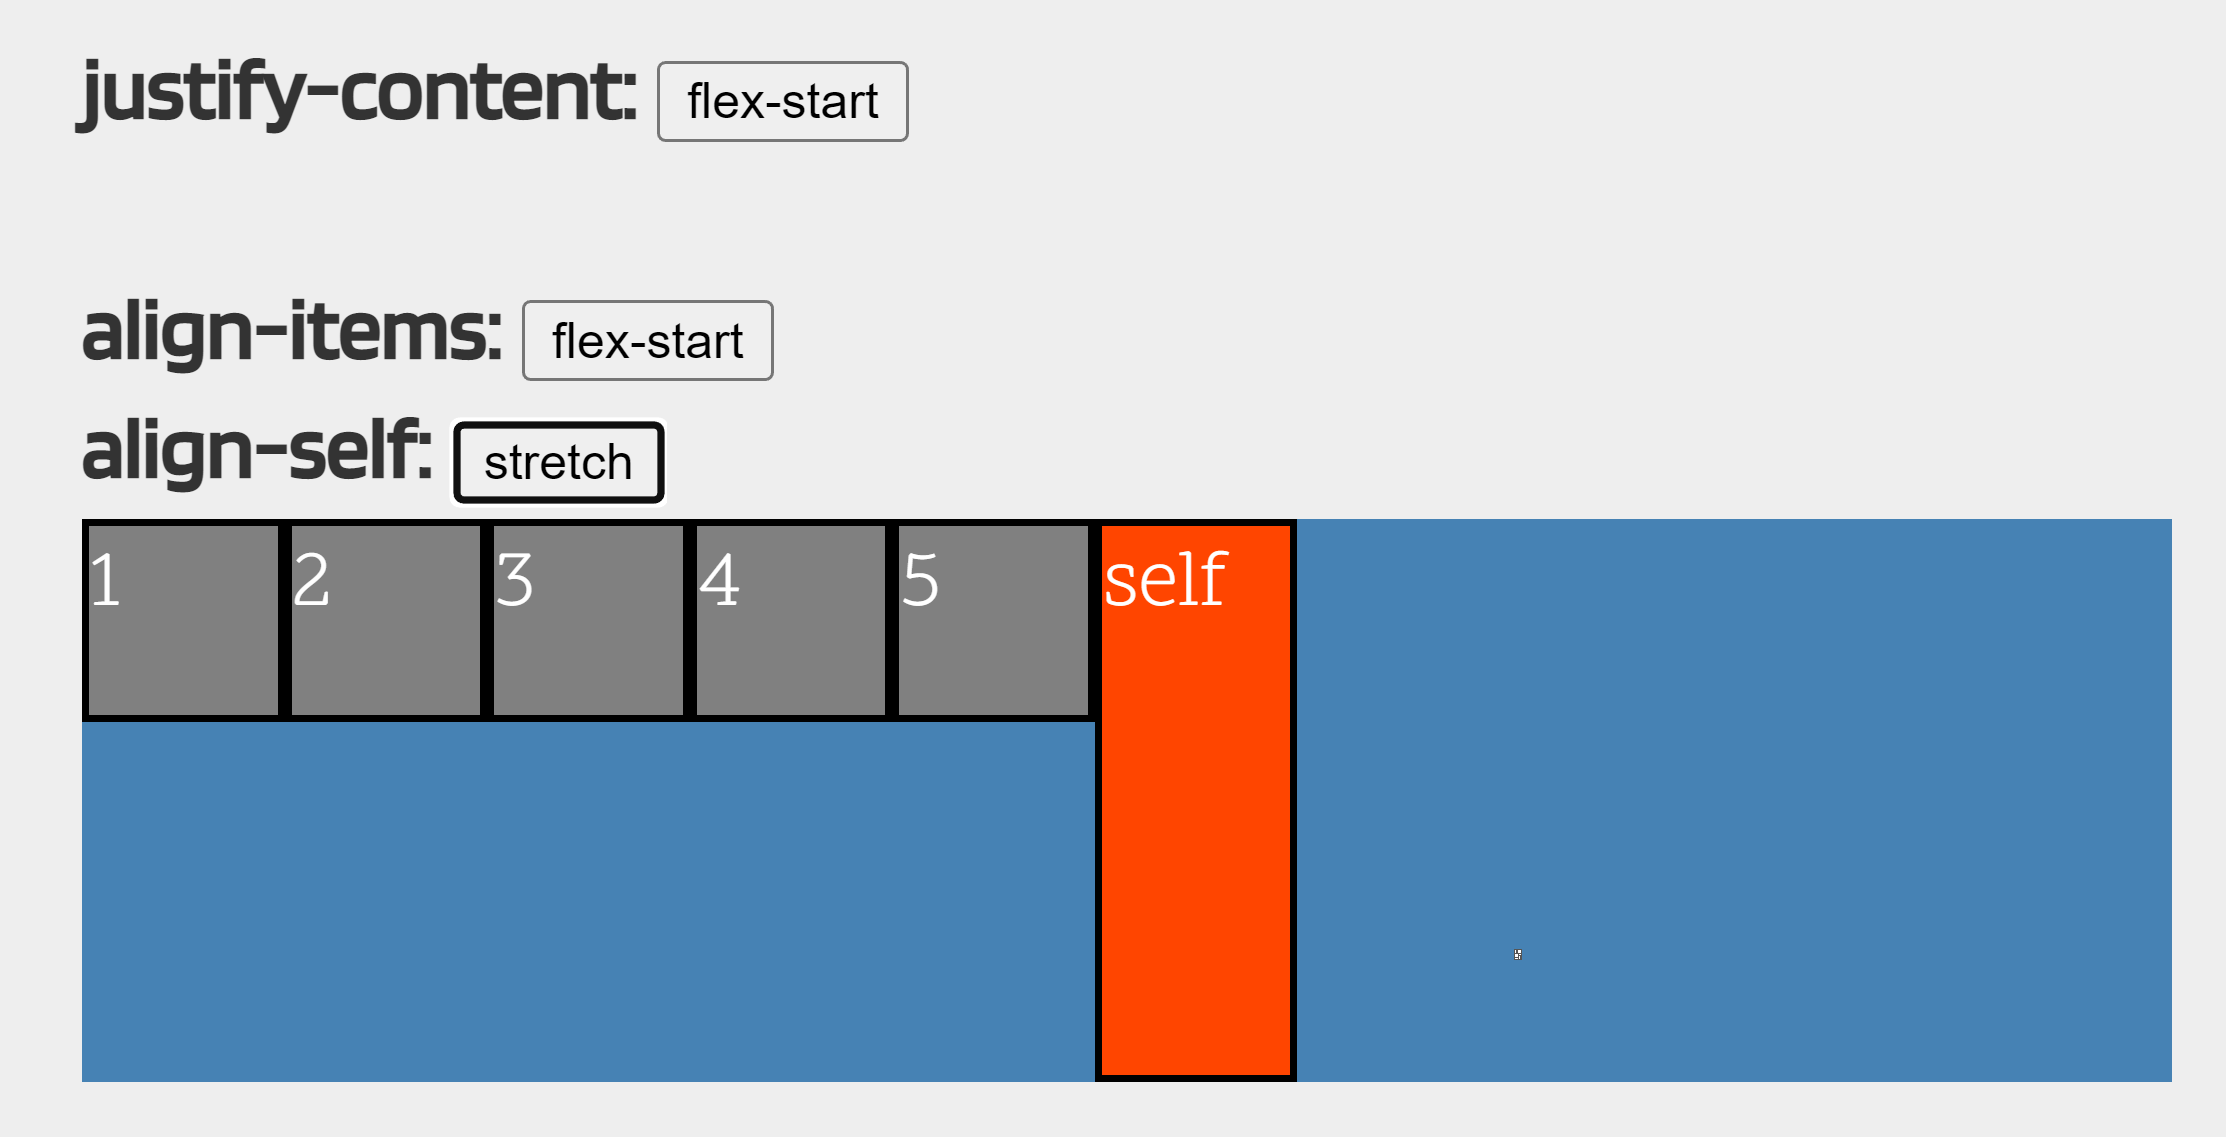 justify-content: flex-start
align-items: flex-start
align-self: stretch
1 2 3 4 5 self